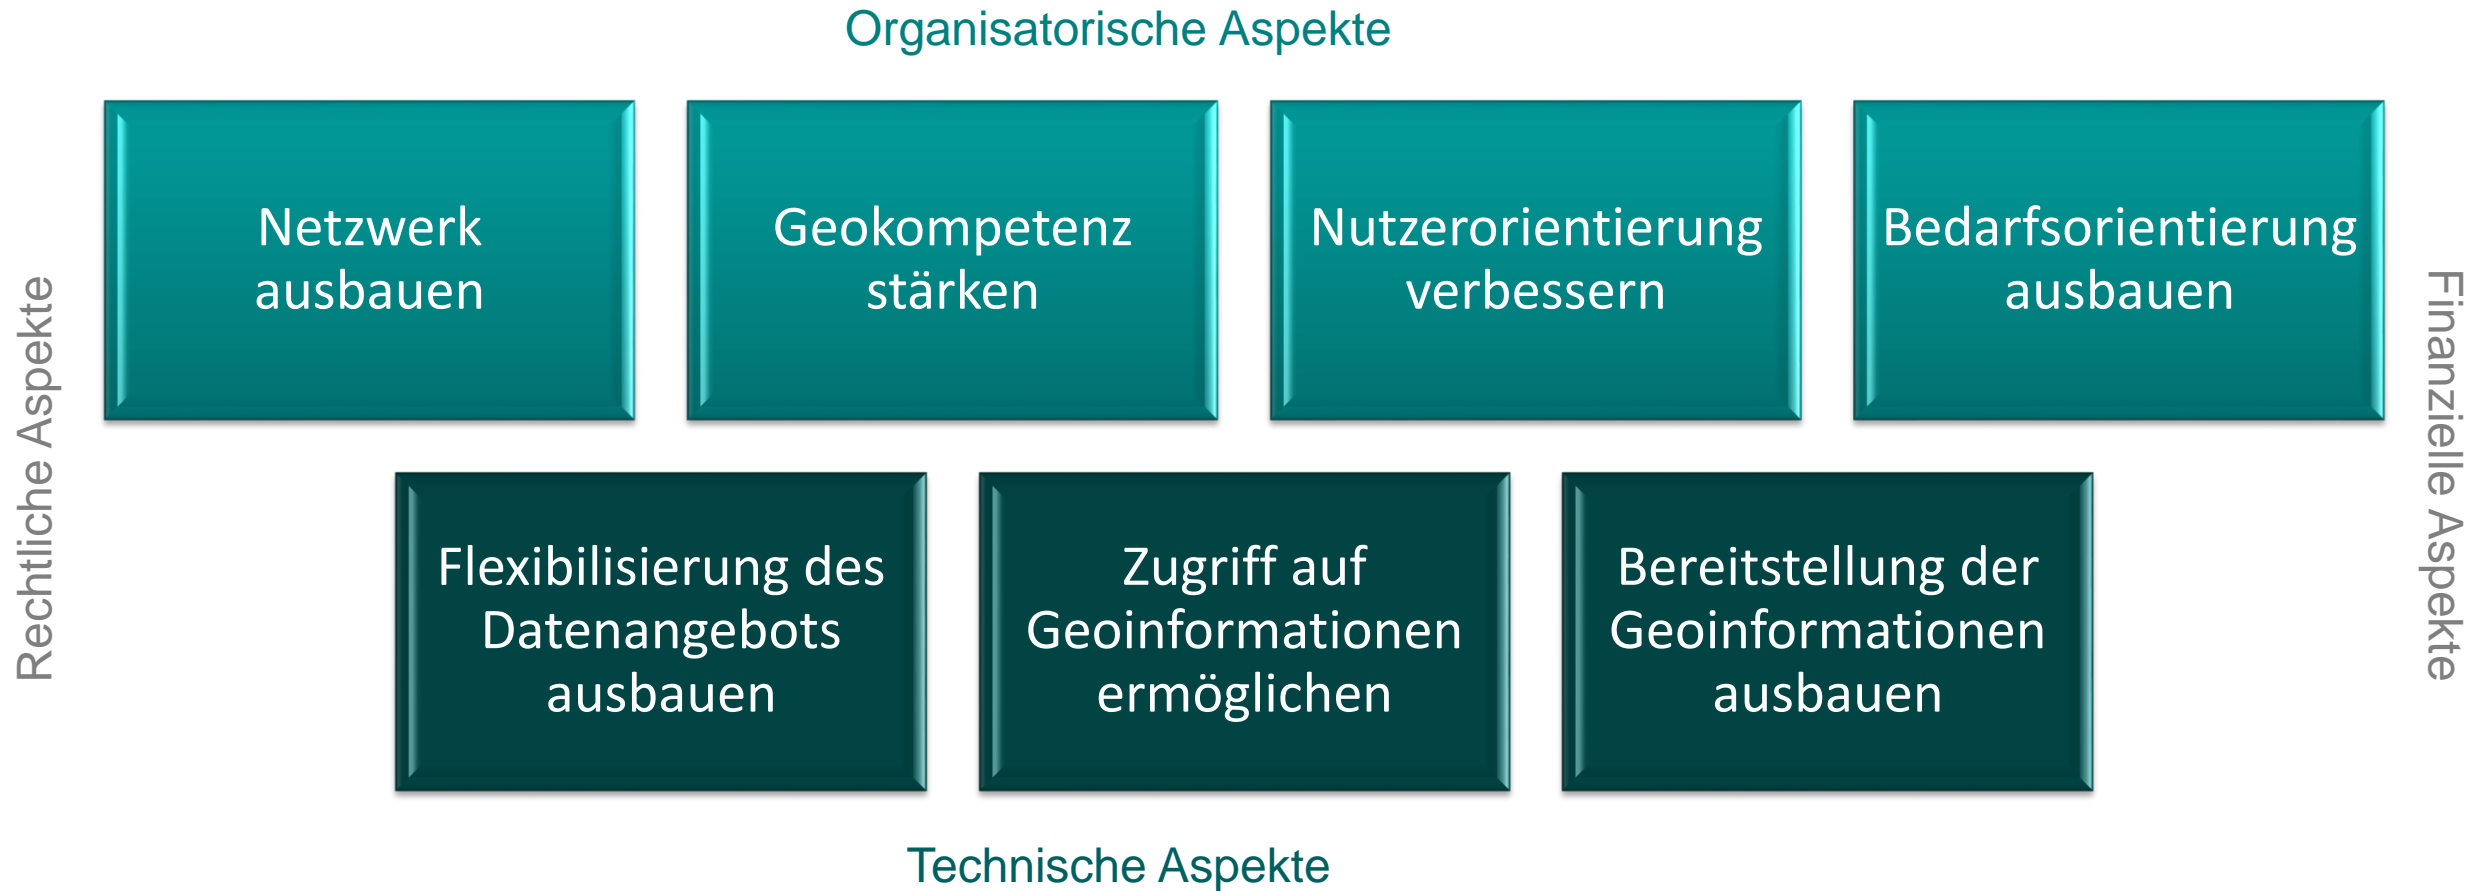 Organisatorische Aspekte
Rechtliche Aspekte
Netzwerk
ausbauen
Geokompetenz
stärken
Nutzerorientierung
verbessern
Bedarfsorientierung
ausbauen
Finanzielle Aspekte
Flexibilisierung des
Datenangebots
ausbauen
Zugriff auf
Geoinformationen
ermöglichen
Bereitstellung der
Geoinformationen
ausbauen
Technische Aspekte